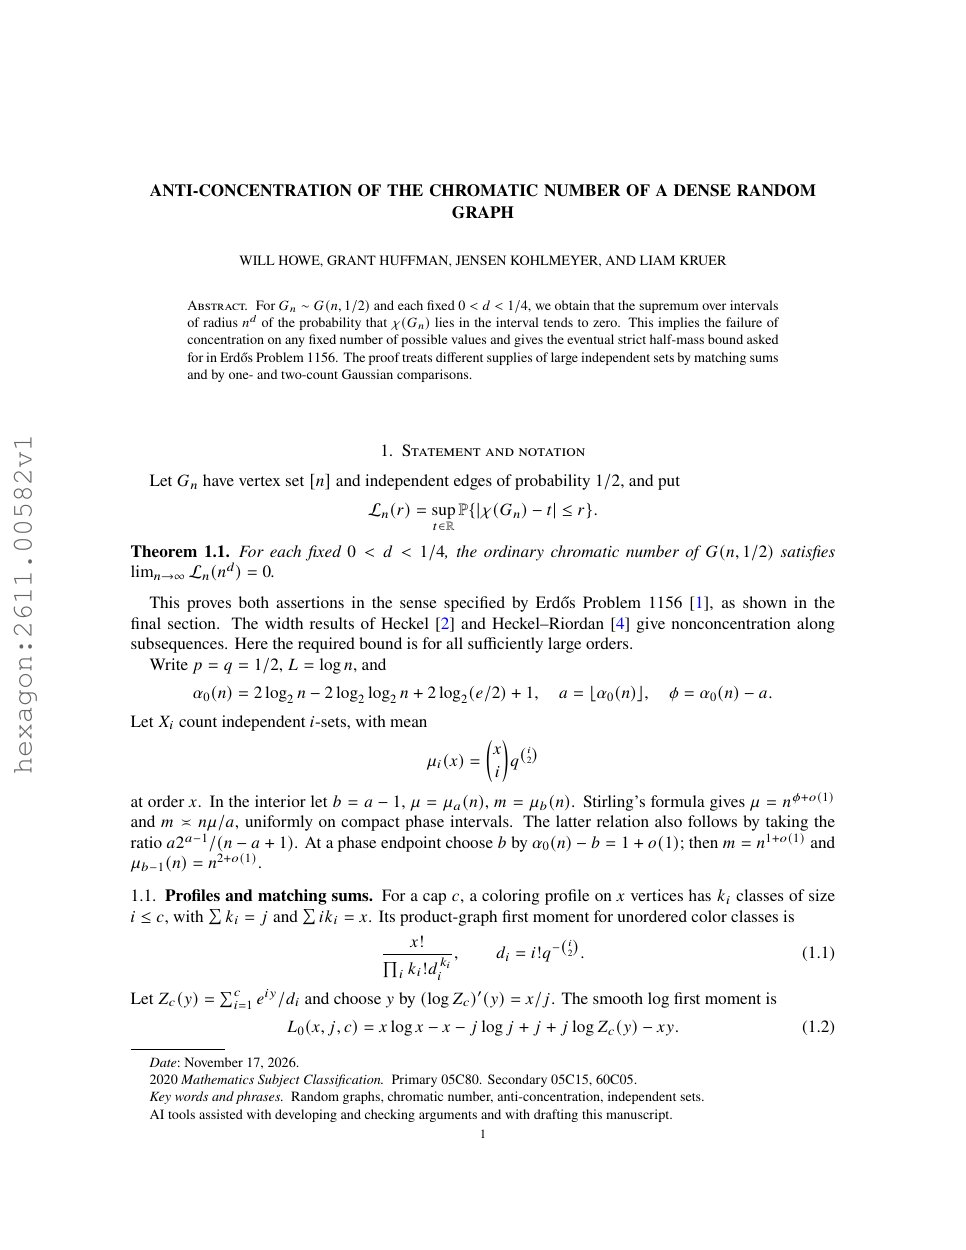 ANTI-CONCENTRATION OF THE CHROMATIC NUMBER OF A DENSE RANDOM
GRAPH
WILL HOWE, GRANT HUFFMAN, JENSEN KOHLMEYER, AND LIAM KRUER
Abstract. For Gₙ ∼ G(n, 1/2) and each fixed 0 < d < 1/4, we obtain that the supremum over intervals
of radius n^d of the probability that χ(Gₙ) lies in the interval tends to zero. This implies the failure of
concentration on any fixed number of possible values and gives the eventual strict half-mass bound asked
for in Erdős Problem 1156. The proof treats different supplies of large independent sets by matching sums
and by one- and two-count Gaussian comparisons.
1. Statement and notation
Let Gₙ have vertex set [n] and independent edges of probability 1/2, and put
ℒₙ(r) = sup_{t∈ℝ} ℙ{|χ(Gₙ) − t| ≤ r}.
Theorem 1.1. For each fixed 0 < d < 1/4, the ordinary chromatic number of G(n, 1/2) satisfies
lim_{n→∞} ℒₙ(n^d) = 0.
This proves both assertions in the sense specified by Erdős Problem 1156 [1], as shown in the
final section. The width results of Heckel [2] and Heckel–Riordan [4] give nonconcentration along
subsequences. Here the required bound is for all sufficiently large orders.
Write p = q = 1/2, L = log n, and
α₀(n) = 2 log₂ n − 2 log₂ log₂ n + 2 log₂(e/2) + 1, a = ⌊α₀(n)⌋, ϕ = α₀(n) − a.
Let X_i count independent i-sets, with mean
μ_i(x) = \binom{x}{i} q^{\binom{i}{2}}
at order x. In the interior let b = a − 1, μ = μ_a(n), m = μ_b(n). Stirling's formula gives μ = n^{ϕ+o(1)}
and m ≍ nμ/a, uniformly on compact phase intervals. The latter relation also follows by taking the
ratio a2^{a−1}/(n − a + 1). At a phase endpoint choose b by α₀(n) − b = 1 + o(1); then m = n^{1+o(1)} and
μ_{b−1}(n) = n^{2+o(1)}.
1.1. Profiles and matching sums. For a cap c, a coloring profile on x vertices has k_i classes of size
i ≤ c, with ∑ k_i = j and ∑ ik_i = x. Its product-graph first moment for unordered color classes is
\frac{x!}{∏_i k_i! d_i^{k_i}}, d_i = i!q^{−\binom{i}{2}}. (1.1)
Let Z_c(y) = ∑_{i=1}^{c} e^{iy}/d_i and choose y by (log Z_c)′(y) = x/j. The smooth log first moment is
L₀(x, j, c) = x log x − x − j log j + j + j log Z_c(y) − xy. (1.2)
Date: November 17, 2026.
2020 Mathematics Subject Classification. Primary 05C80. Secondary 05C15, 60C05.
Key words and phrases. Random graphs, chromatic number, anti-concentration, independent sets.
AI tools assisted with developing and checking arguments and with drafting this manuscript.
1
hexagon:2611.00582v1